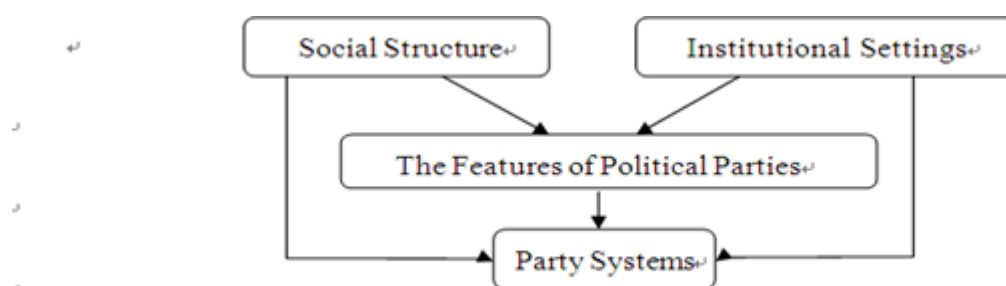 Social Structure
Institutional Settings
The Features of Political Parties
Party Systems